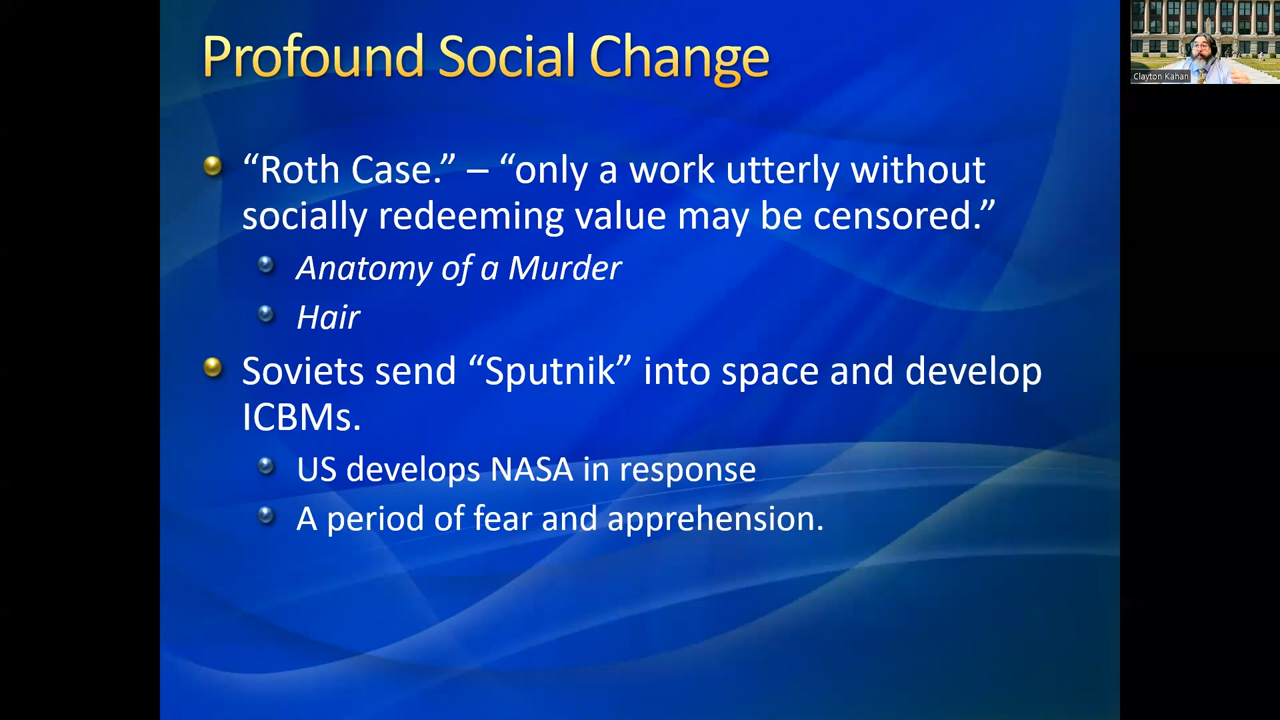 Profound Social Change
“Roth Case.” – “only a work utterly without
socially redeeming value may be censored.”
Anatomy of a Murder
Hair
Soviets send “Sputnik” into space and develop
ICBMs.
US develops NASA in response
A period of fear and apprehension.
Clayton Kahan